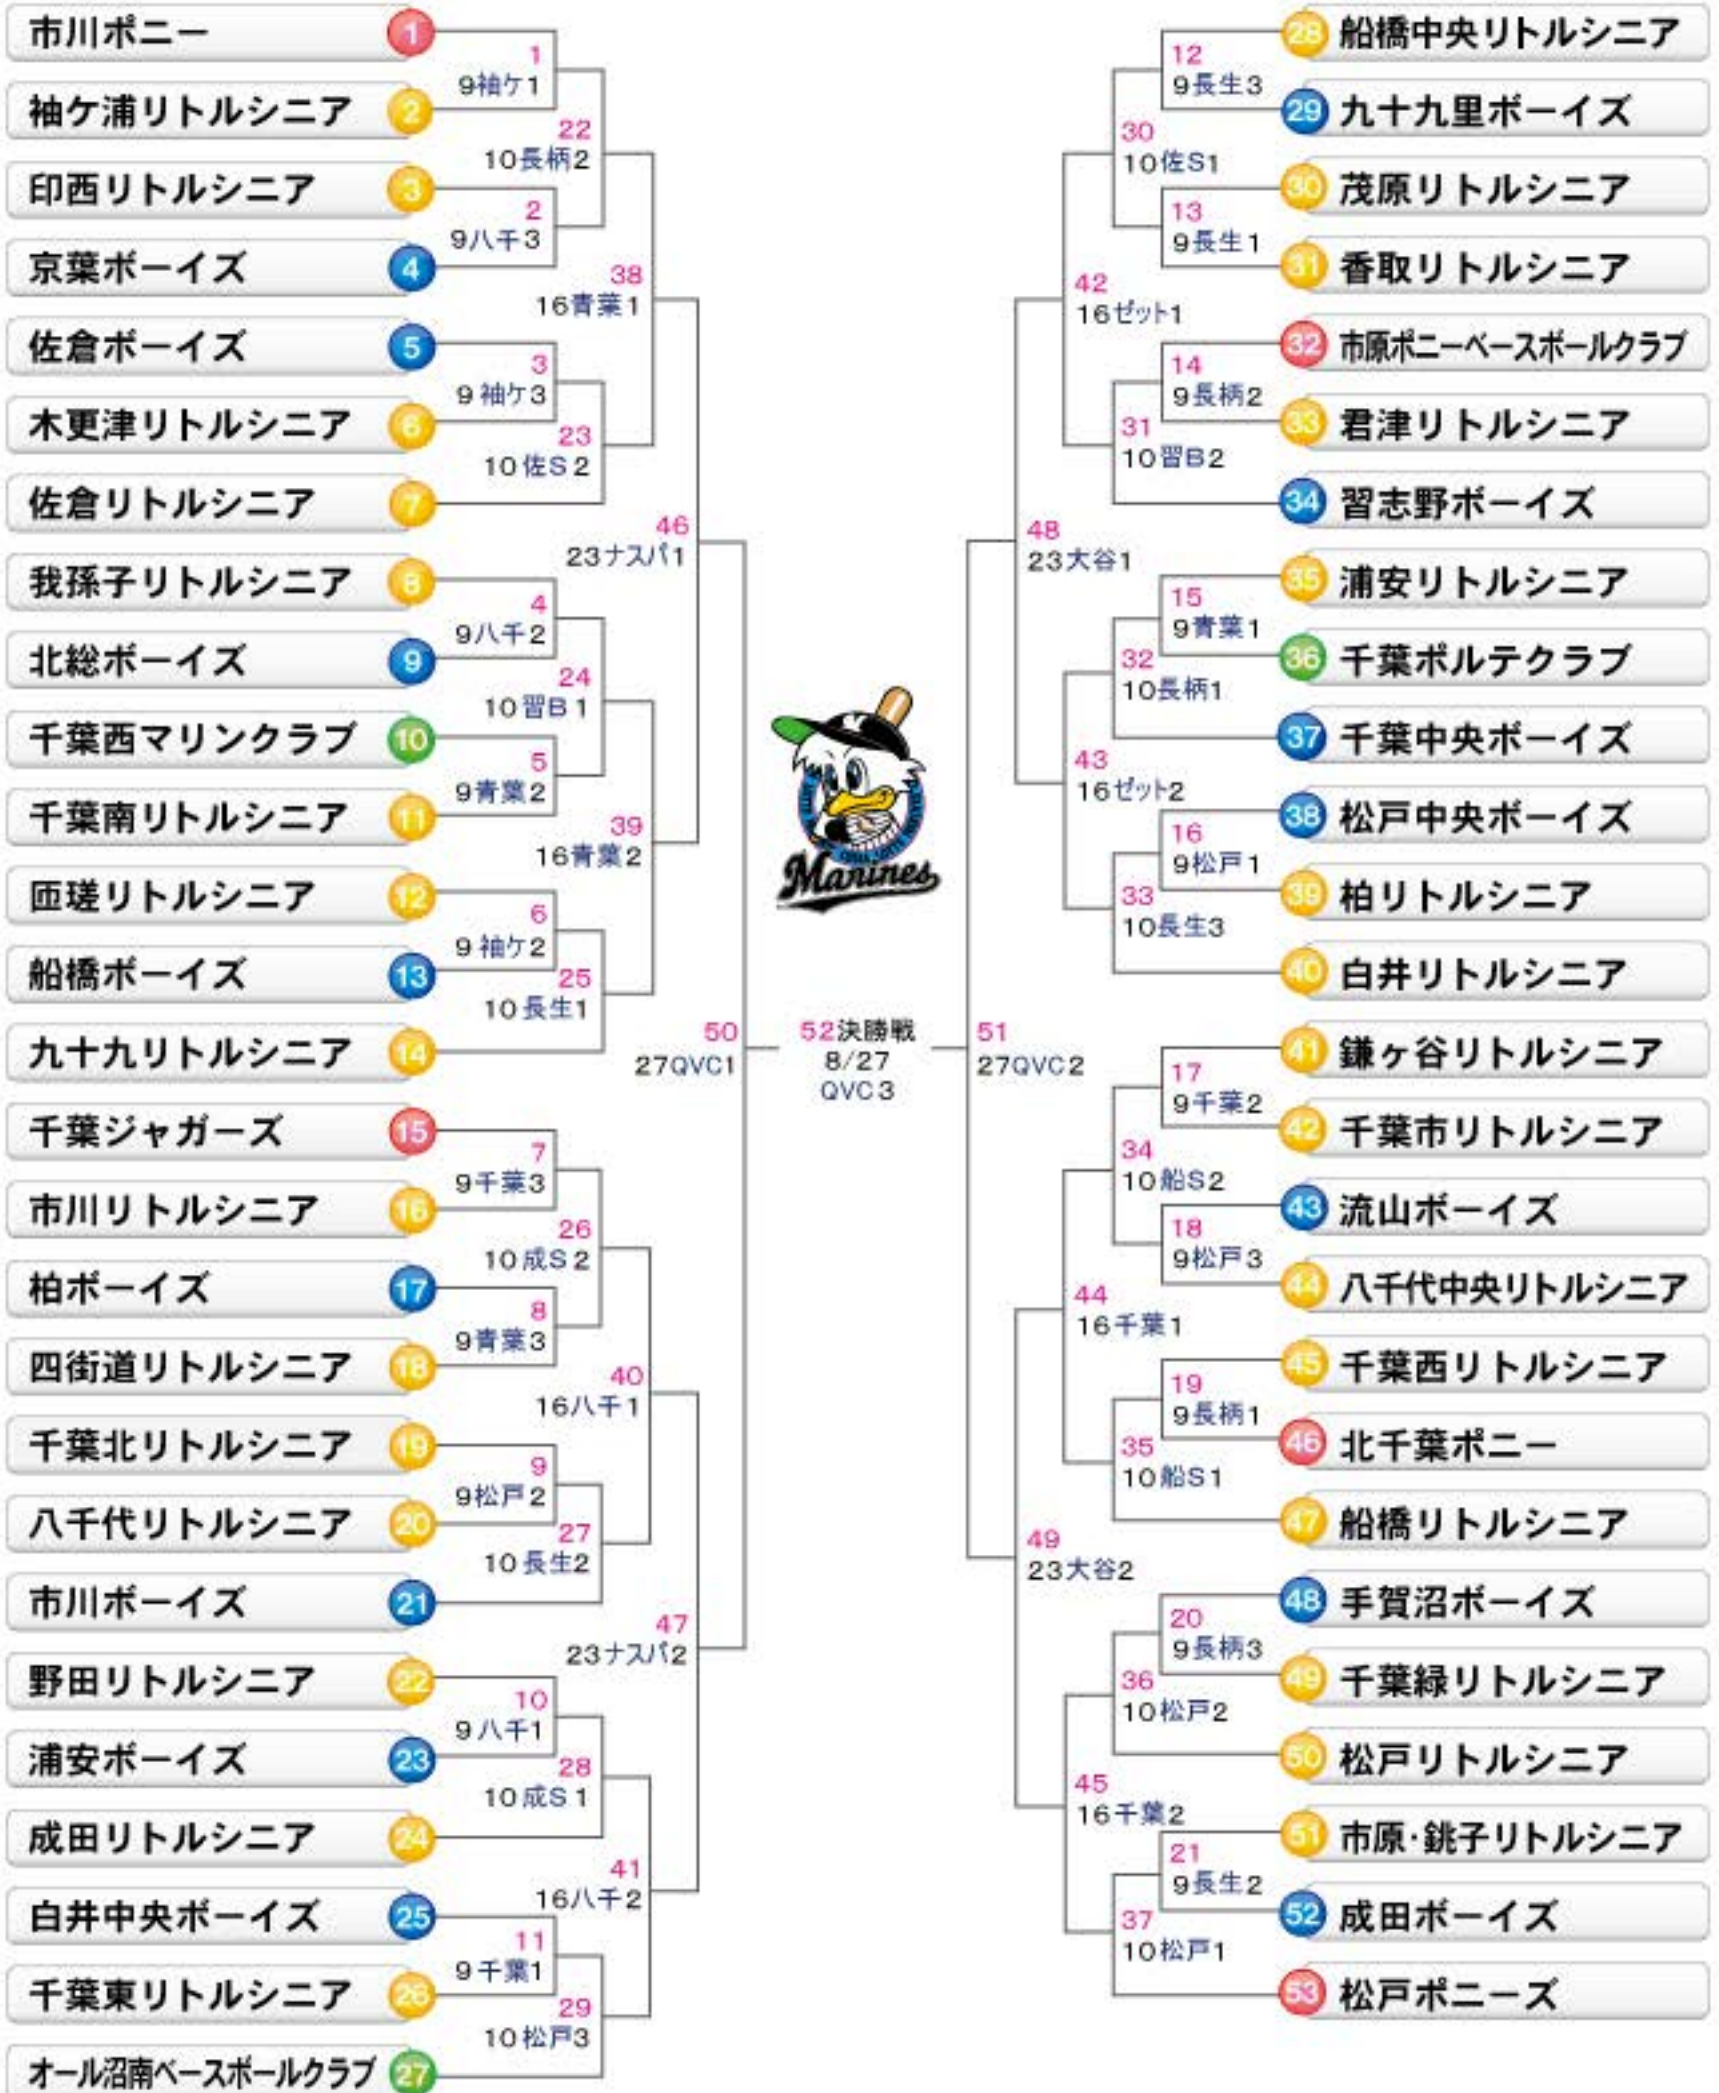 市川ポニー 1
1
9袖ケ1
袖ケ浦リトルシニア 2
22
10長柄2
印西リトルシニア 3
2
9八千3
京葉ボーイズ 4
38
16青葉1
佐倉ボーイズ 5
3
9袖ケ3
木更津リトルシニア 6
23
10佐S2
佐倉リトルシニア 7
46
23ナスパ1
我孫子リトルシニア 8
4
9八千2
北総ボーイズ 9
24
10習B1
千葉西マリンクラブ 10
5
9青葉2
千葉南リトルシニア 11
39
16青葉2
匝瑳リトルシニア 12
6
9袖ケ2
船橋ボーイズ 13
25
10長生1
九十九リトルシニア 14
50
27QVC1
千葉ジャガーズ 15
7
9千葉3
市川リトルシニア 16
26
10成S2
柏ボーイズ 17
8
9青葉3
四街道リトルシニア 18
40
16八千1
千葉北リトルシニア 19
9
9松戸2
八千代リトルシニア 20
27
10長生2
市川ボーイズ 21
47
23ナスパ2
野田リトルシニア 22
10
9八千1
浦安ボーイズ 23
28
10成S1
成田リトルシニア 24
41
16八千2
白井中央ボーイズ 25
11
9千葉1
千葉東リトルシニア 26
29
10松戸3
オール沼南ベースボールクラブ 27
Marines
52決勝戦
8/27
QVC3
28 船橋中央リトルシニア
12
9長生3
29 九十九里ボーイズ
30
10佐S1
30 茂原リトルシニア
13
9長生1
31 香取リトルシニア
42
16ゼット1
32 市原ポニーベースボールクラブ
14
9長柄2
33 君津リトルシニア
31
10習B2
34 習志野ボーイズ
48
23大谷1
35 浦安リトルシニア
15
9青葉1
36 千葉ポルテクラブ
32
10長柄1
37 千葉中央ボーイズ
43
16ゼット2
38 松戸中央ボーイズ
16
9松戸1
39 柏リトルシニア
33
10長生3
40 白井リトルシニア
51
27QVC2
41 鎌ヶ谷リトルシニア
17
9千葉2
42 千葉市リトルシニア
34
10船S2
43 流山ボーイズ
18
9松戸3
44 八千代中央リトルシニア
44
16千葉1
45 千葉西リトルシニア
19
9長柄1
46 北千葉ポニー
35
10船S1
47 船橋リトルシニア
49
23大谷2
48 手賀沼ボーイズ
20
9長柄3
49 千葉緑リトルシニア
36
10松戸2
50 松戸リトルシニア
45
16千葉2
51 市原・銚子リトルシニア
21
9長生2
52 成田ボーイズ
37
10松戸1
53 松戸ポニーズ